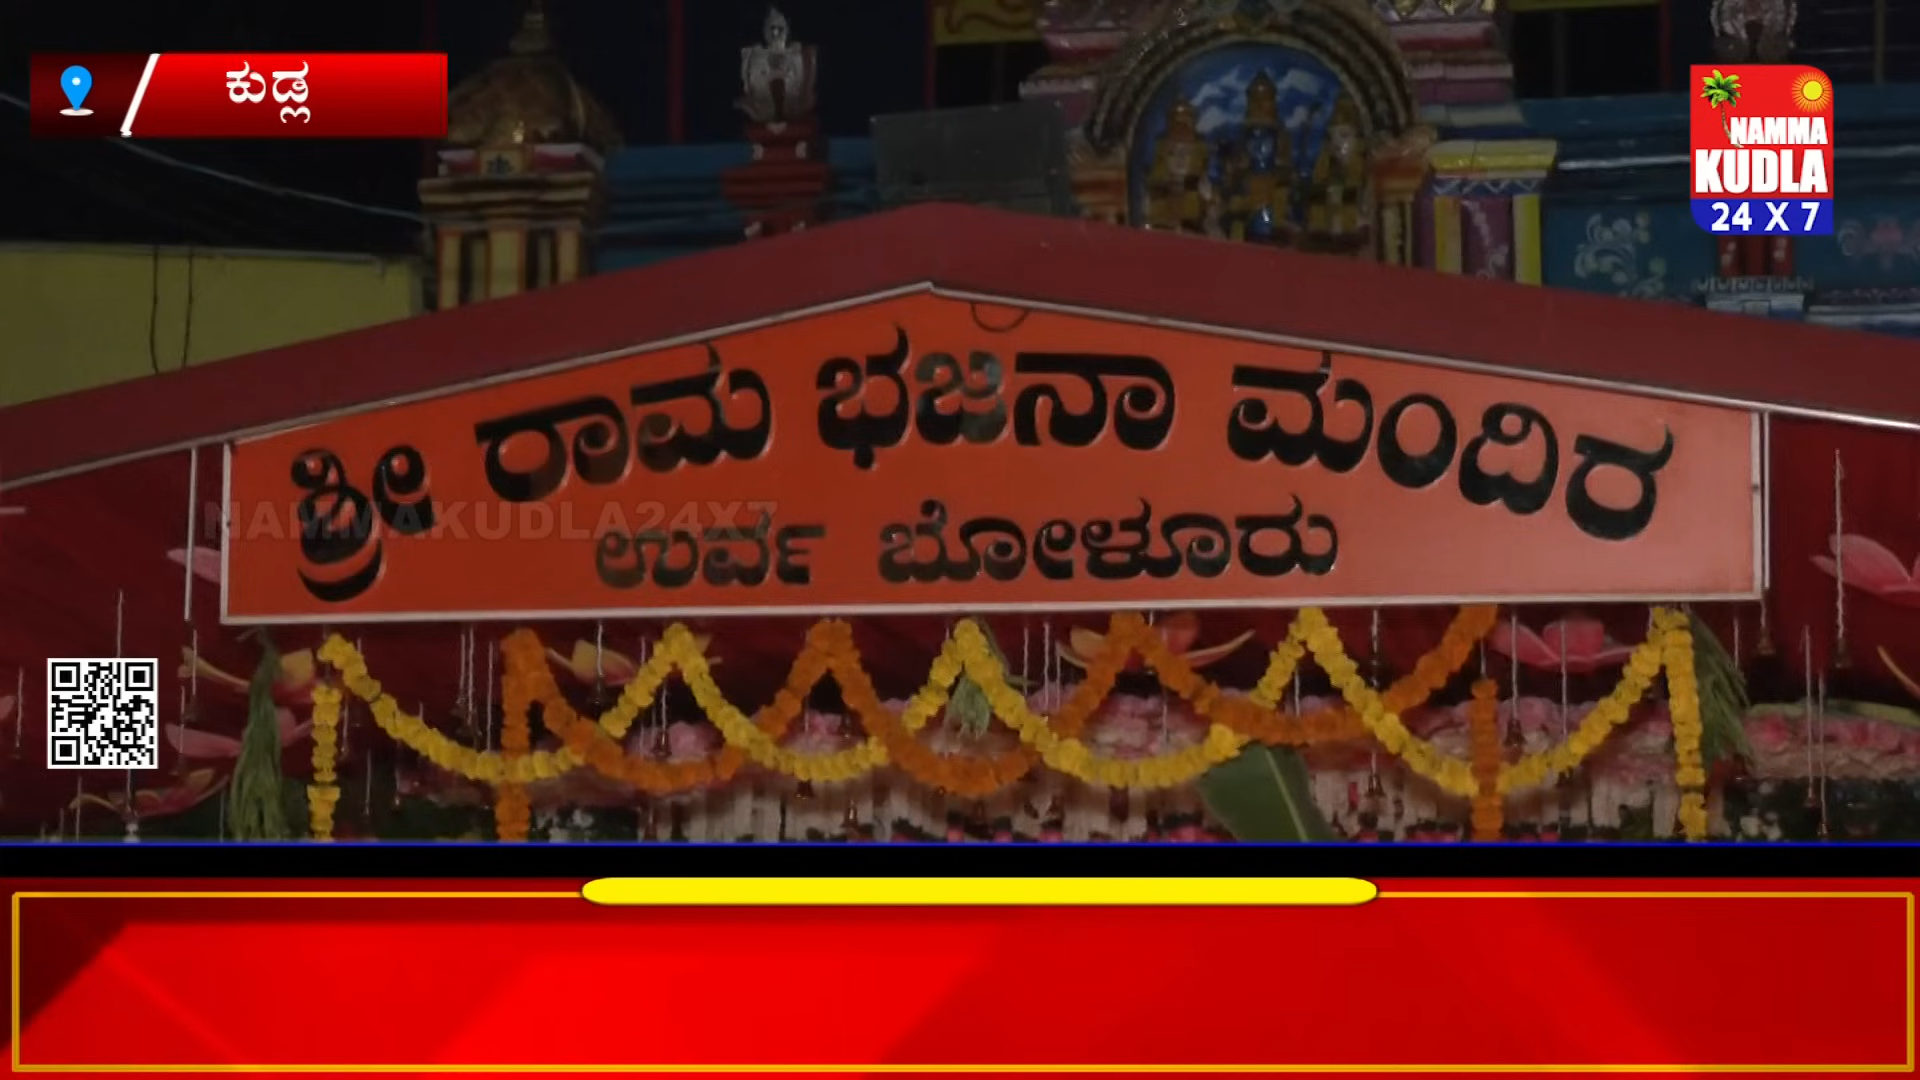 ಕುಡ್ಲ
NAMMA
KUDLA
24 X 7
ಶ್ರೀ ರಾಮ ಭಜನಾ ಮಂದಿರ
NAMMAKUDLA24X7
ಉರ್ವ ಬೋಳೂರು